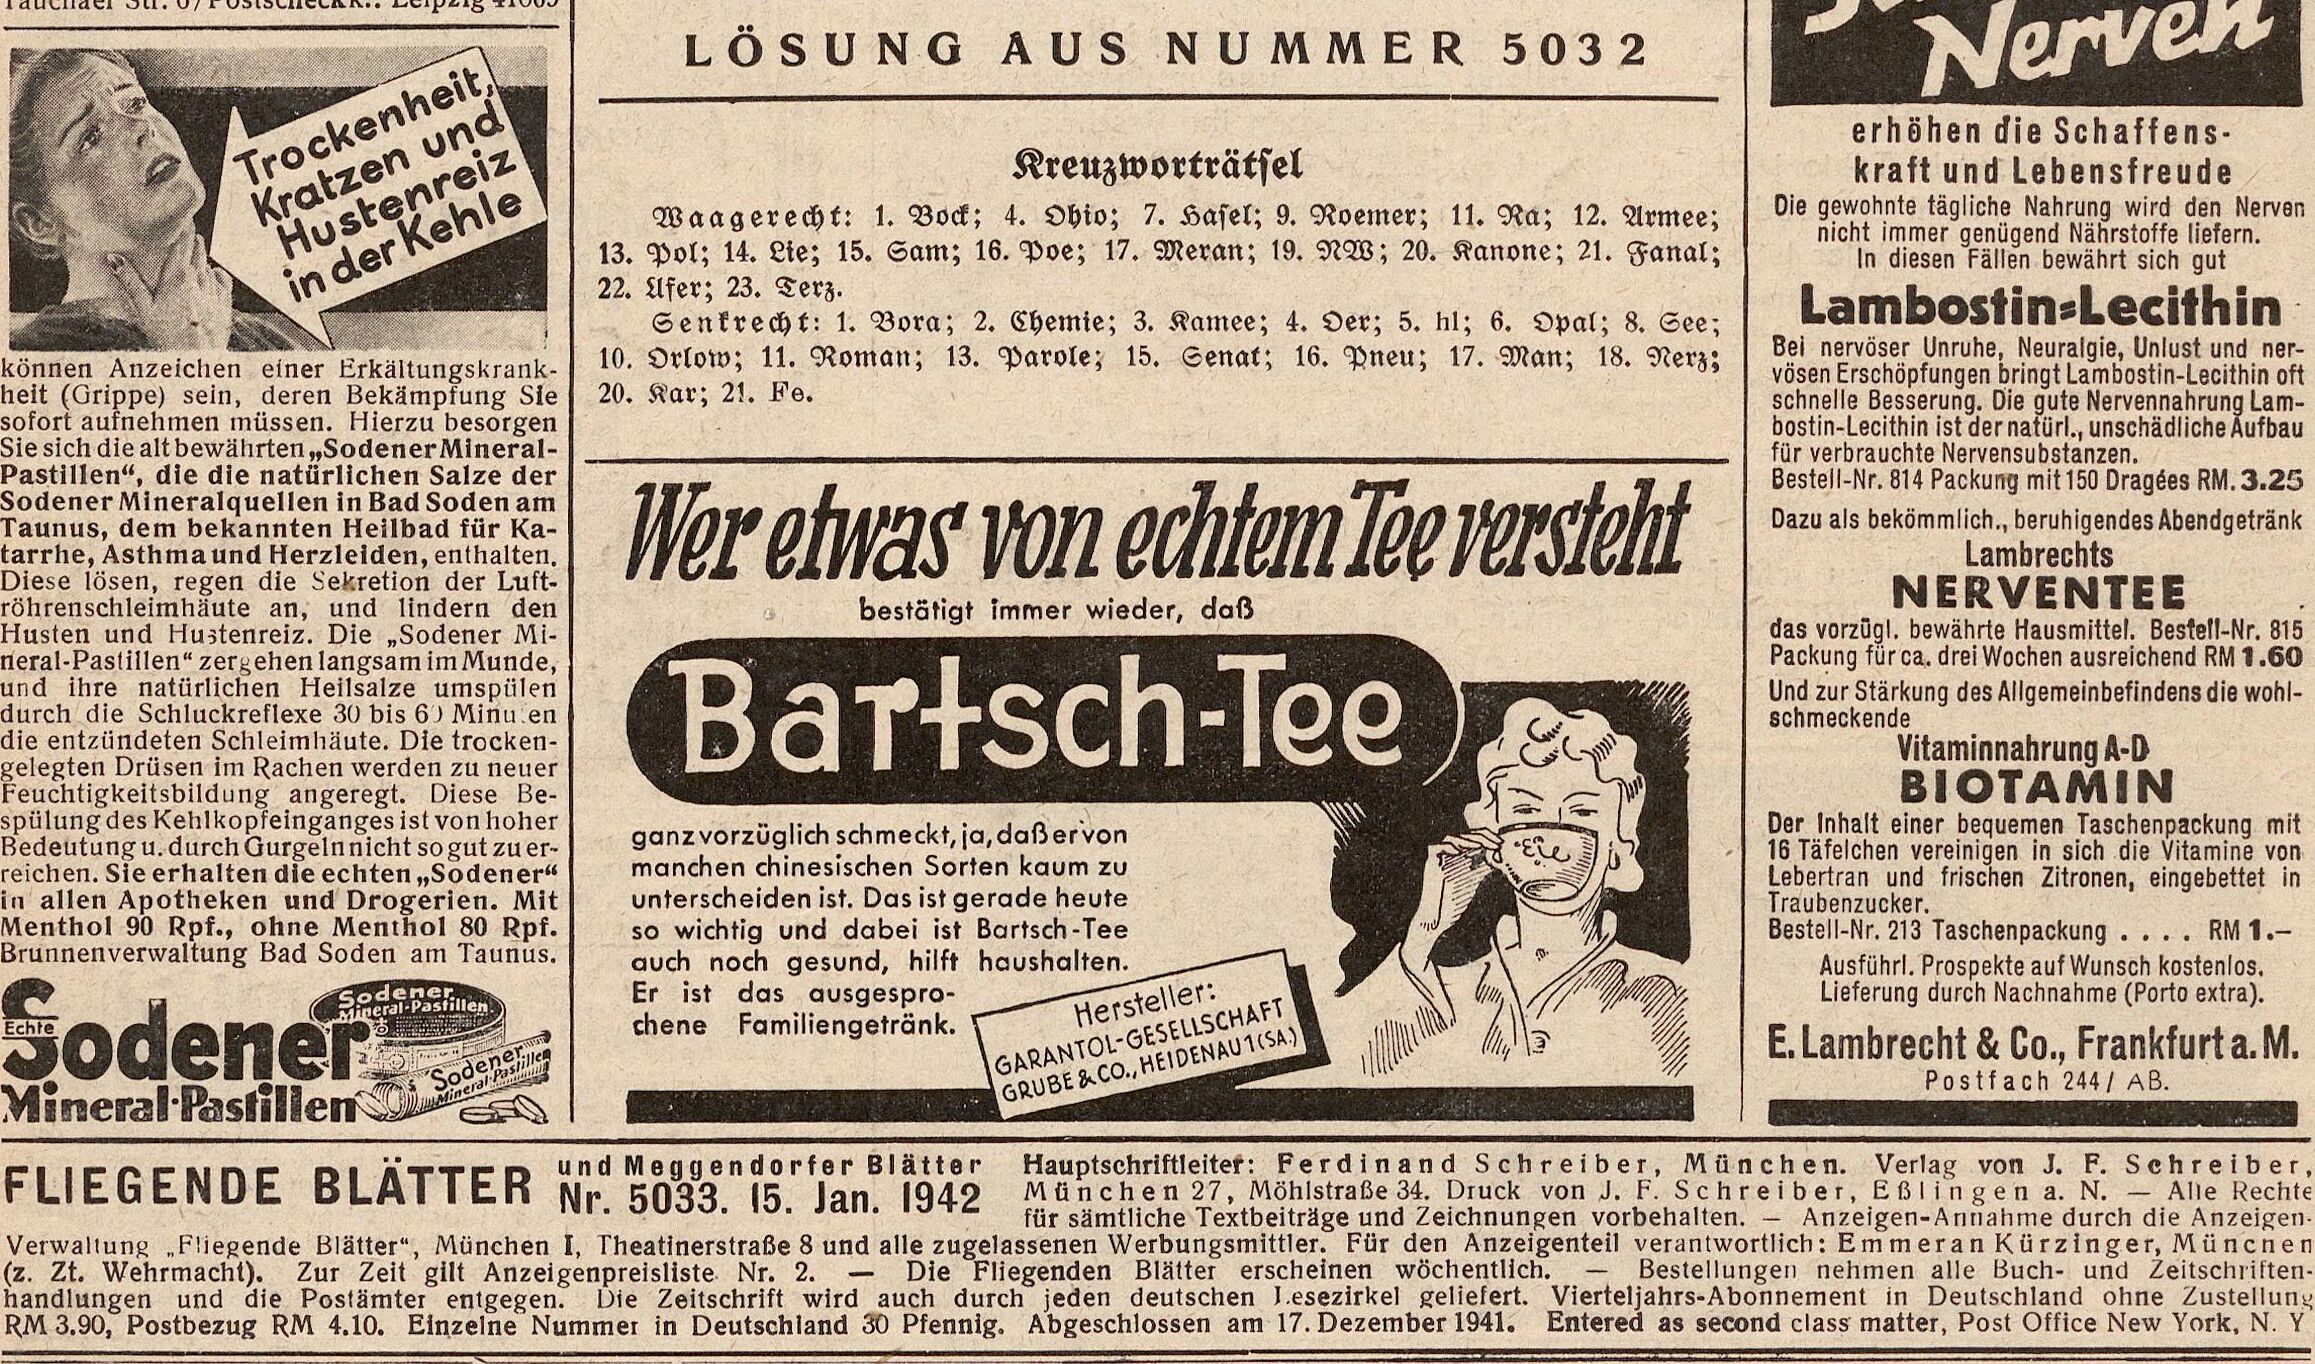 Tauchaer Str. 6/Postscheckk.: Leipzig 41065
Trockenheit,
Kratzen und
Hustenreiz
in der Kehle
können Anzeichen einer Erkältungskrank-
heit (Grippe) sein, deren Bekämpfung Sie
sofort aufnehmen müssen. Hierzu besorgen
Sie sich die altbewährten „Sodener Mineral-
Pastillen“, die die natürlichen Salze der
Sodener Mineralquellen in Bad Soden am
Taunus, dem bekannten Heilbad für Ka-
tarrhe, Asthma und Herzleiden, enthalten.
Diese lösen, regen die Sekretion der Luft-
röhrenschleimhäute an, und lindern den
Husten und Hustenreiz. Die „Sodener Mi-
neral-Pastillen“ zergehen langsam im Munde,
und ihre natürlichen Heilsalze umspülen
durch die Schluckreflexe 30 bis 60 Minuten
die entzündeten Schleimhäute. Die trocken-
gelegten Drüsen im Rachen werden zu neuer
Feuchtigkeitsbildung angeregt. Diese Be-
spülung des Kehlkopfeinganges ist von hoher
Bedeutung u. durch Gurgeln nicht so gut zu er-
reichen. Sie erhalten die echten „Sodener“
in allen Apotheken und Drogerien. Mit
Menthol 90 Rpf., ohne Menthol 80 Rpf.
Brunnenverwaltung Bad Soden am Taunus.
Echte
Sodener
Mineral-Pastillen
Sodener
Mineral-Pastillen
Sodener
Mineral-Pastillen
LÖSUNG AUS NUMMER 5032
Kreuzworträtsel
Waagerecht: 1. Bock; 4. Ohio; 7. Hasel; 9. Roemer; 11. Ra; 12. Armee;
13. Pol; 14. Lie; 15. Sam; 16. Poe; 17. Meran; 19. NW; 20. Kanone; 21. Fanal;
22. Ufer; 23. Terz.
Senkrecht: 1. Bora; 2. Chemie; 3. Kamee; 4. Oer; 5. hl; 6. Opal; 8. See;
10. Orlow; 11. Roman; 13. Parole; 15. Senat; 16. Pneu; 17. Man; 18. Nerz;
20. Kar; 21. Fe.
Wer etwas von echtem Tee versteht
bestätigt immer wieder, daß
Bartsch-Tee
ganz vorzüglich schmeckt, ja, daß er von
manchen chinesischen Sorten kaum zu
unterscheiden ist. Das ist gerade heute
so wichtig und dabei ist Bartsch-Tee
auch noch gesund, hilft haushalten.
Er ist das ausgespro-
chene Familiengetränk.
Hersteller:
GARANTOL-GESELLSCHAFT
GRUBE & CO., HEIDENAU 1 (SA.)
Nerven
erhöhen die Schaffens-
kraft und Lebensfreude
Die gewohnte tägliche Nahrung wird den Nerven
nicht immer genügend Nährstoffe liefern.
In diesen Fällen bewährt sich gut
Lambostin=Lecithin
Bei nervöser Unruhe, Neuralgie, Unlust und ner-
vösen Erschöpfungen bringt Lambostin-Lecithin oft
schnelle Besserung. Die gute Nervennahrung Lam-
bostin-Lecithin ist der natürl., unschädliche Aufbau
für verbrauchte Nervensubstanzen.
Bestell-Nr. 814 Packung mit 150 Dragées RM. 3.25
Dazu als bekömmlich., beruhigendes Abendgetränk
Lambrechts
NERVENTEE
das vorzügl. bewährte Hausmittel. Bestell-Nr. 815
Packung für ca. drei Wochen ausreichend RM 1.60
Und zur Stärkung des Allgemeinbefindens die wohl-
schmeckende
Vitaminnahrung A-D
BIOTAMIN
Der Inhalt einer bequemen Taschenpackung mit
16 Täfelchen vereinigen in sich die Vitamine von
Lebertran und frischen Zitronen, eingebettet in
Traubenzucker.
Bestell-Nr. 213 Taschenpackung . . . . RM 1.—
Ausführl. Prospekte auf Wunsch kostenlos.
Lieferung durch Nachnahme (Porto extra).
E. Lambrecht & Co., Frankfurt a. M.
Postfach 244 / AB.
FLIEGENDE BLÄTTER
und Meggendorfer Blätter
Nr. 5033. 15. Jan. 1942
Hauptschriftleiter: Ferdinand Schreiber, München. Verlag von J. F. Schreiber,
München 27, Möhlstraße 34. Druck von J. F. Schreiber, Eßlingen a. N. — Alle Rechte
für sämtliche Textbeiträge und Zeichnungen vorbehalten. — Anzeigen-Annahme durch die Anzeigen-
Verwaltung „Fliegende Blätter“, München I, Theatinerstraße 8 und alle zugelassenen Werbungsmittler. Für den Anzeigenteil verantwortlich: Emmeran Kürzinger, München
(z. Zt. Wehrmacht). Zur Zeit gilt Anzeigenpreisliste Nr. 2. — Die Fliegenden Blätter erscheinen wöchentlich. — Bestellungen nehmen alle Buch- und Zeitschriften-
handlungen und die Postämter entgegen. Die Zeitschrift wird auch durch jeden deutschen Lesezirkel geliefert. Vierteljahrs-Abonnement in Deutschland ohne Zustellung
RM 3.90, Postbezug RM 4.10. Einzelne Nummer in Deutschland 30 Pfennig. Abgeschlossen am 17. Dezember 1941. Entered as second class matter, Post Office New York, N. Y